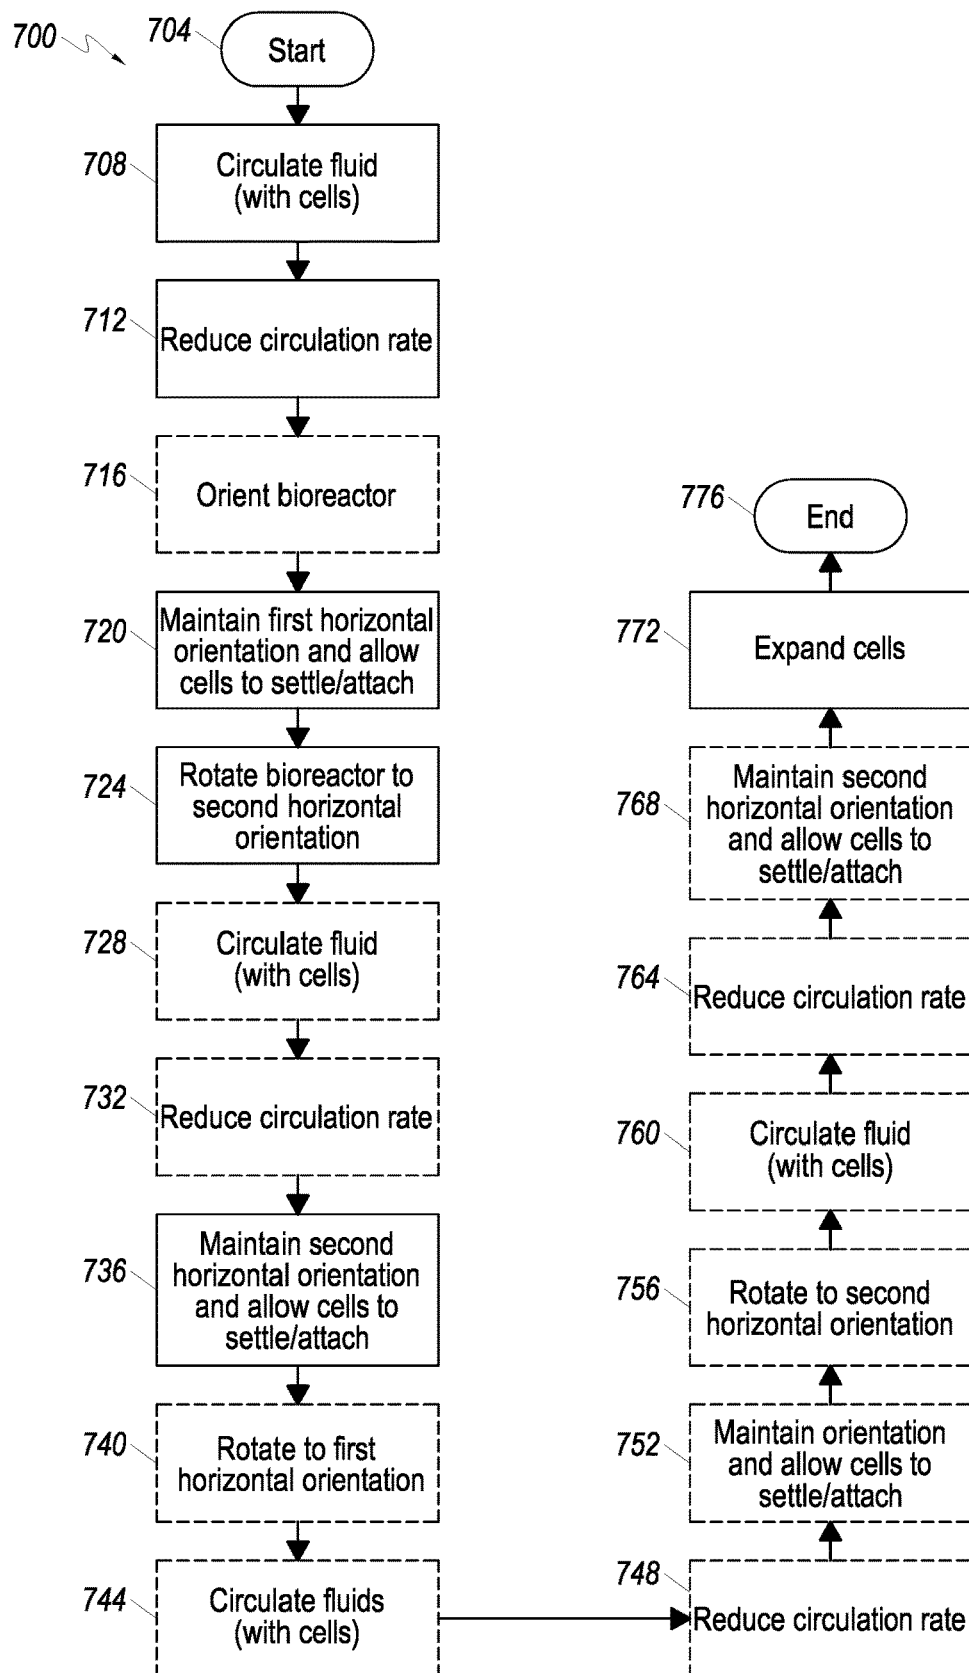 700
704
Start
708
Circulate fluid
(with cells)
712
Reduce circulation rate
716
Orient bioreactor
720
Maintain first horizontal
orientation and allow
cells to settle/attach
724
Rotate bioreactor to
second horizontal
orientation
728
Circulate fluid
(with cells)
732
Reduce circulation rate
736
Maintain second
horizontal orientation
and allow cells to
settle/attach
740
Rotate to first
horizontal orientation
744
Circulate fluids
(with cells)
748
Reduce circulation rate
752
Maintain orientation
and allow cells to
settle/attach
756
Rotate to second
horizontal orientation
760
Circulate fluid
(with cells)
764
Reduce circulation rate
768
Maintain second
horizontal orientation
and allow cells to
settle/attach
772
Expand cells
776
End